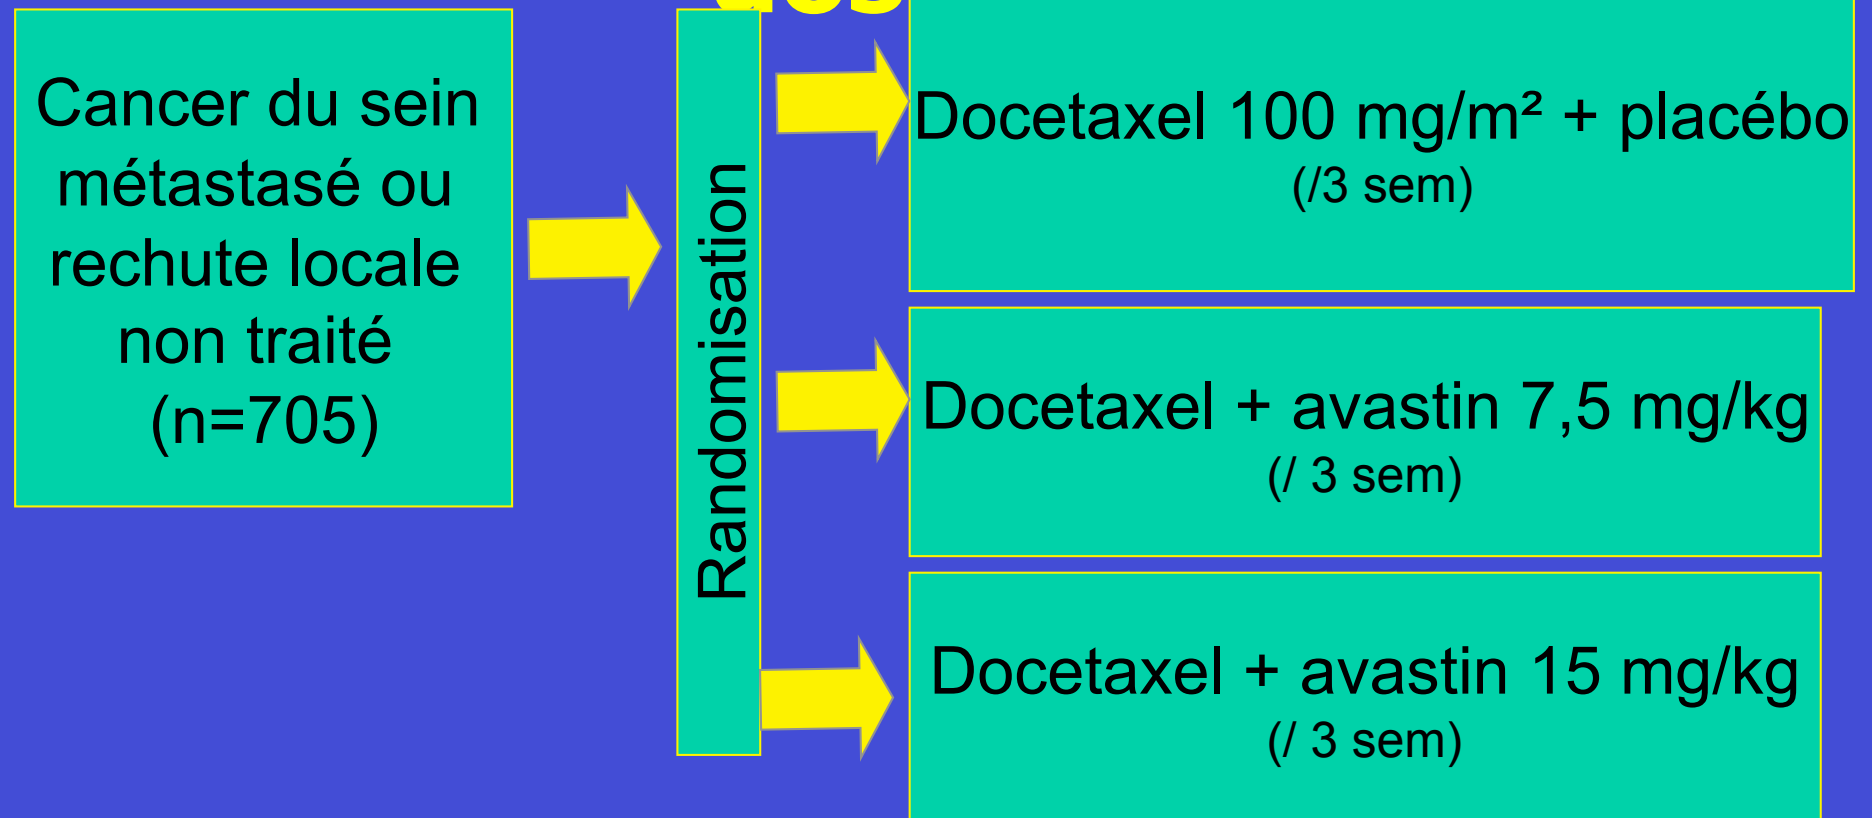 Cancer du sein
métastasé ou
rechute locale
non traité
(n=705)
Randomisation
Docetaxel 100 mg/m² + placébo
(/3 sem)
Docetaxel + avastin 7,5 mg/kg
(/ 3 sem)
Docetaxel + avastin 15 mg/kg
(/ 3 sem)